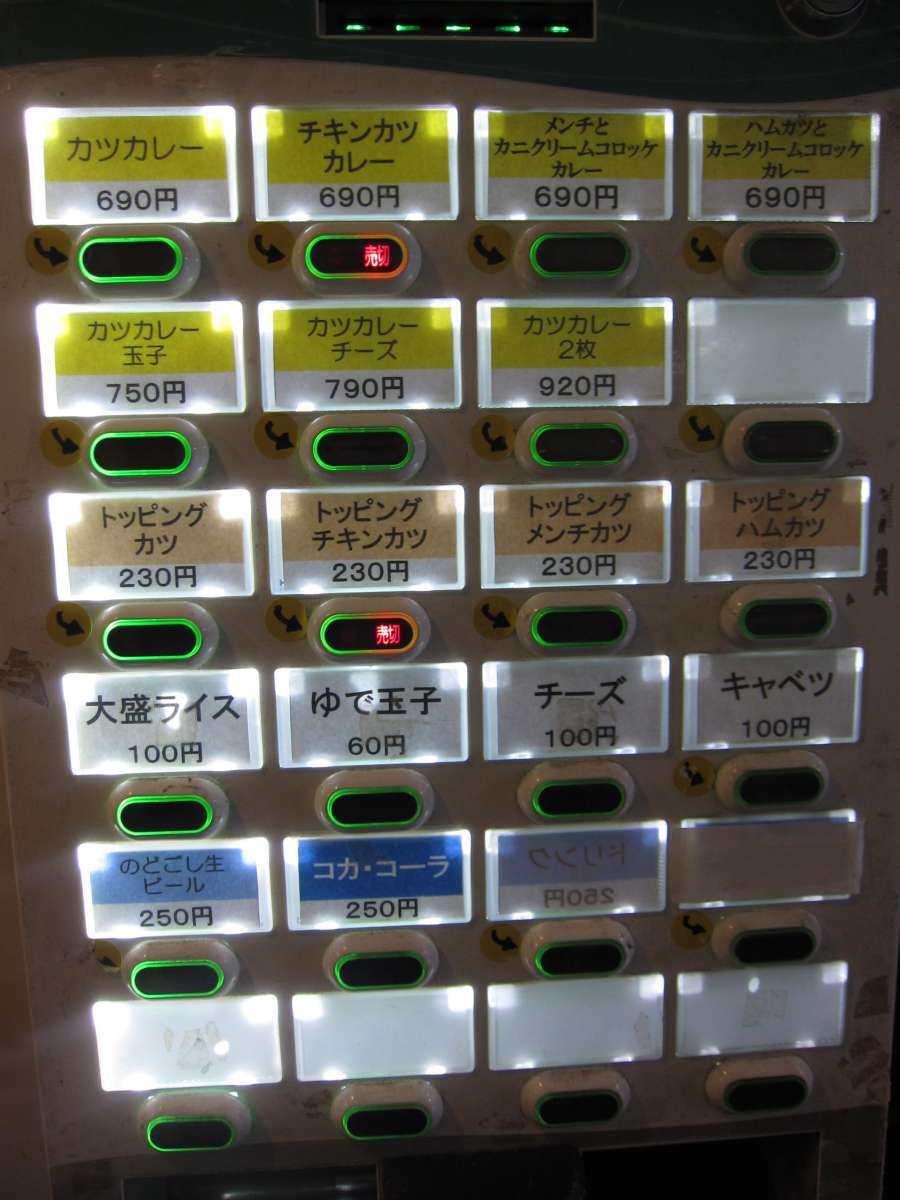 カツカレー
690円
チキンカツ
カレー
690円
メンチと
カニクリームコロッケ
カレー
690円
ハムカツと
カニクリームコロッケ
カレー
690円
売切
カツカレー
玉子
750円
カツカレー
チーズ
790円
カツカレー
2枚
920円
トッピング
カツ
230円
トッピング
チキンカツ
230円
トッピング
メンチカツ
230円
トッピング
ハムカツ
230円
売切
大盛ライス
100円
ゆで玉子
60円
チーズ
100円
キャベツ
100円
のどごし生
ビール
250円
コカ・コーラ
250円
ドリンク
250円